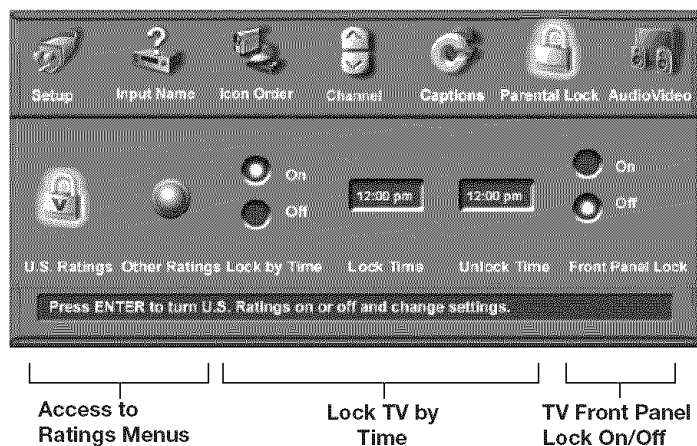 Setup Input Name Icon Order Channel Captions Parental Lock AudioVideo
On On
12:00 pm 12:00 pm
Off Off
V
U.S. Ratings Other Ratings Lock by Time Lock Time Unlock Time Front Panel Lock
Press ENTER to turn U.S. Ratings on or off and change settings.
Access to Ratings Menus
Lock TV by Time
TV Front Panel Lock On/Off